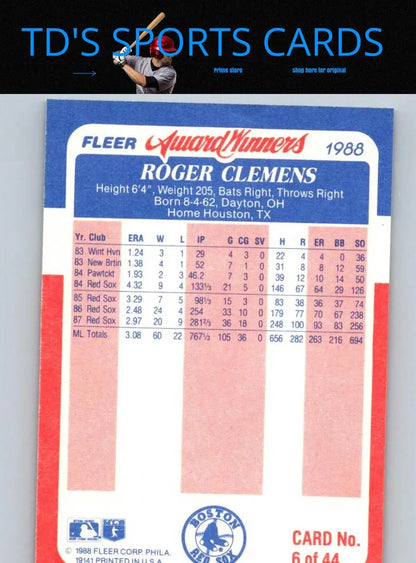 TD'S SPORTS CARDS
Prime store
shop here for original
FLEER Award Winners 1988
ROGER CLEMENS
Height 6'4", Weight 205, Bats Right, Throws Right
Born 8-4-62, Dayton, OH
Home Houston, TX
Yr. Club ERA W L IP G CG SV H R ER BB SO
83 Wint Hvn 1.24 3 1 29 4 3 0 22 4 4 0 36
83 New Brtin 1.38 4 1 52 7 1 0 31 8 8 12 59
84 Pawtckt 1.93 2 3 46.2 7 3 0 39 12 10 14 50
84 Red Sox 4.32 9 4 133⅓ 21 5 0 146 67 64 29 126
85 Red Sox 3.29 7 5 98⅓ 15 3 0 83 38 36 37 74
86 Red Sox 2.48 24 4 254 33 10 0 179 77 70 67 238
87 Red Sox 2.97 20 9 281⅔ 36 18 0 248 100 93 83 256
ML Totals 3.08 60 22 767⅓ 105 36 0 656 282 263 216 694
BOSTON
RED SOX
CARD No.
6 of 44
© 1988 FLEER CORP. PHILA.
19141 PRINTED IN U.S.A.